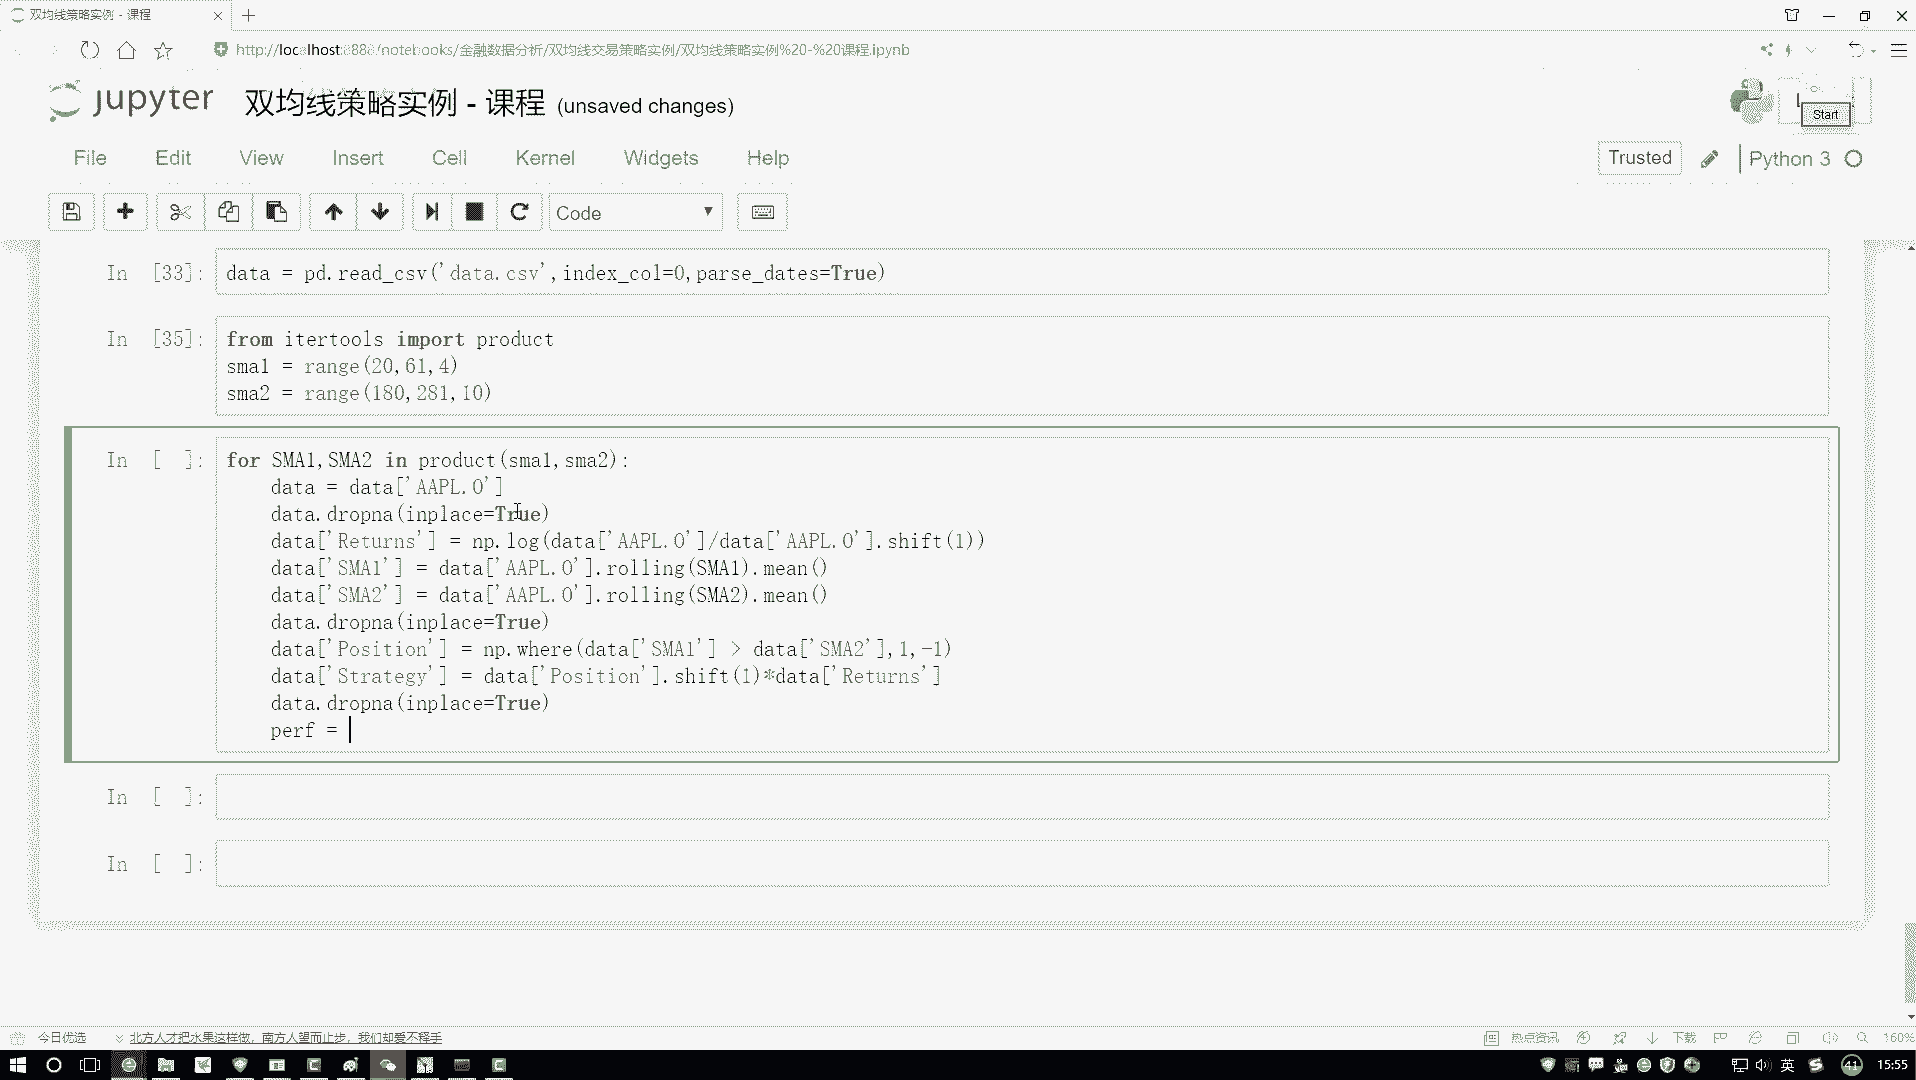 双均线策略实例 - 课程
http://localhost:8888/notebooks/金融数据分析/双均线交易策略实例/双均线策略实例%20-%20课程.ipynb
jupyter 双均线策略实例 - 课程 (unsaved changes)
Start
File Edit View Insert Cell Kernel Widgets Help
Trusted Python 3
Code
In [33]: data = pd.read_csv('data.csv',index_col=0,parse_dates=True)
In [35]: from itertools import product
sma1 = range(20,61,4)
sma2 = range(180,281,10)
In [ ]: for SMA1,SMA2 in product(sma1,sma2):
data = data['AAPL.O']
data.dropna(inplace=True)
data['Returns'] = np.log(data['AAPL.O']/data['AAPL.O'].shift(1))
data['SMA1'] = data['AAPL.O'].rolling(SMA1).mean()
data['SMA2'] = data['AAPL.O'].rolling(SMA2).mean()
data.dropna(inplace=True)
data['Position'] = np.where(data['SMA1'] > data['SMA2'],1,-1)
data['Strategy'] = data['Position'].shift(1)*data['Returns']
data.dropna(inplace=True)
perf =
In [ ]:
In [ ]:
今日优选 北方人才把水果这样做，南方人望而止步，我们却爱不释手 热点资讯 下载 160%
英 41 15:55